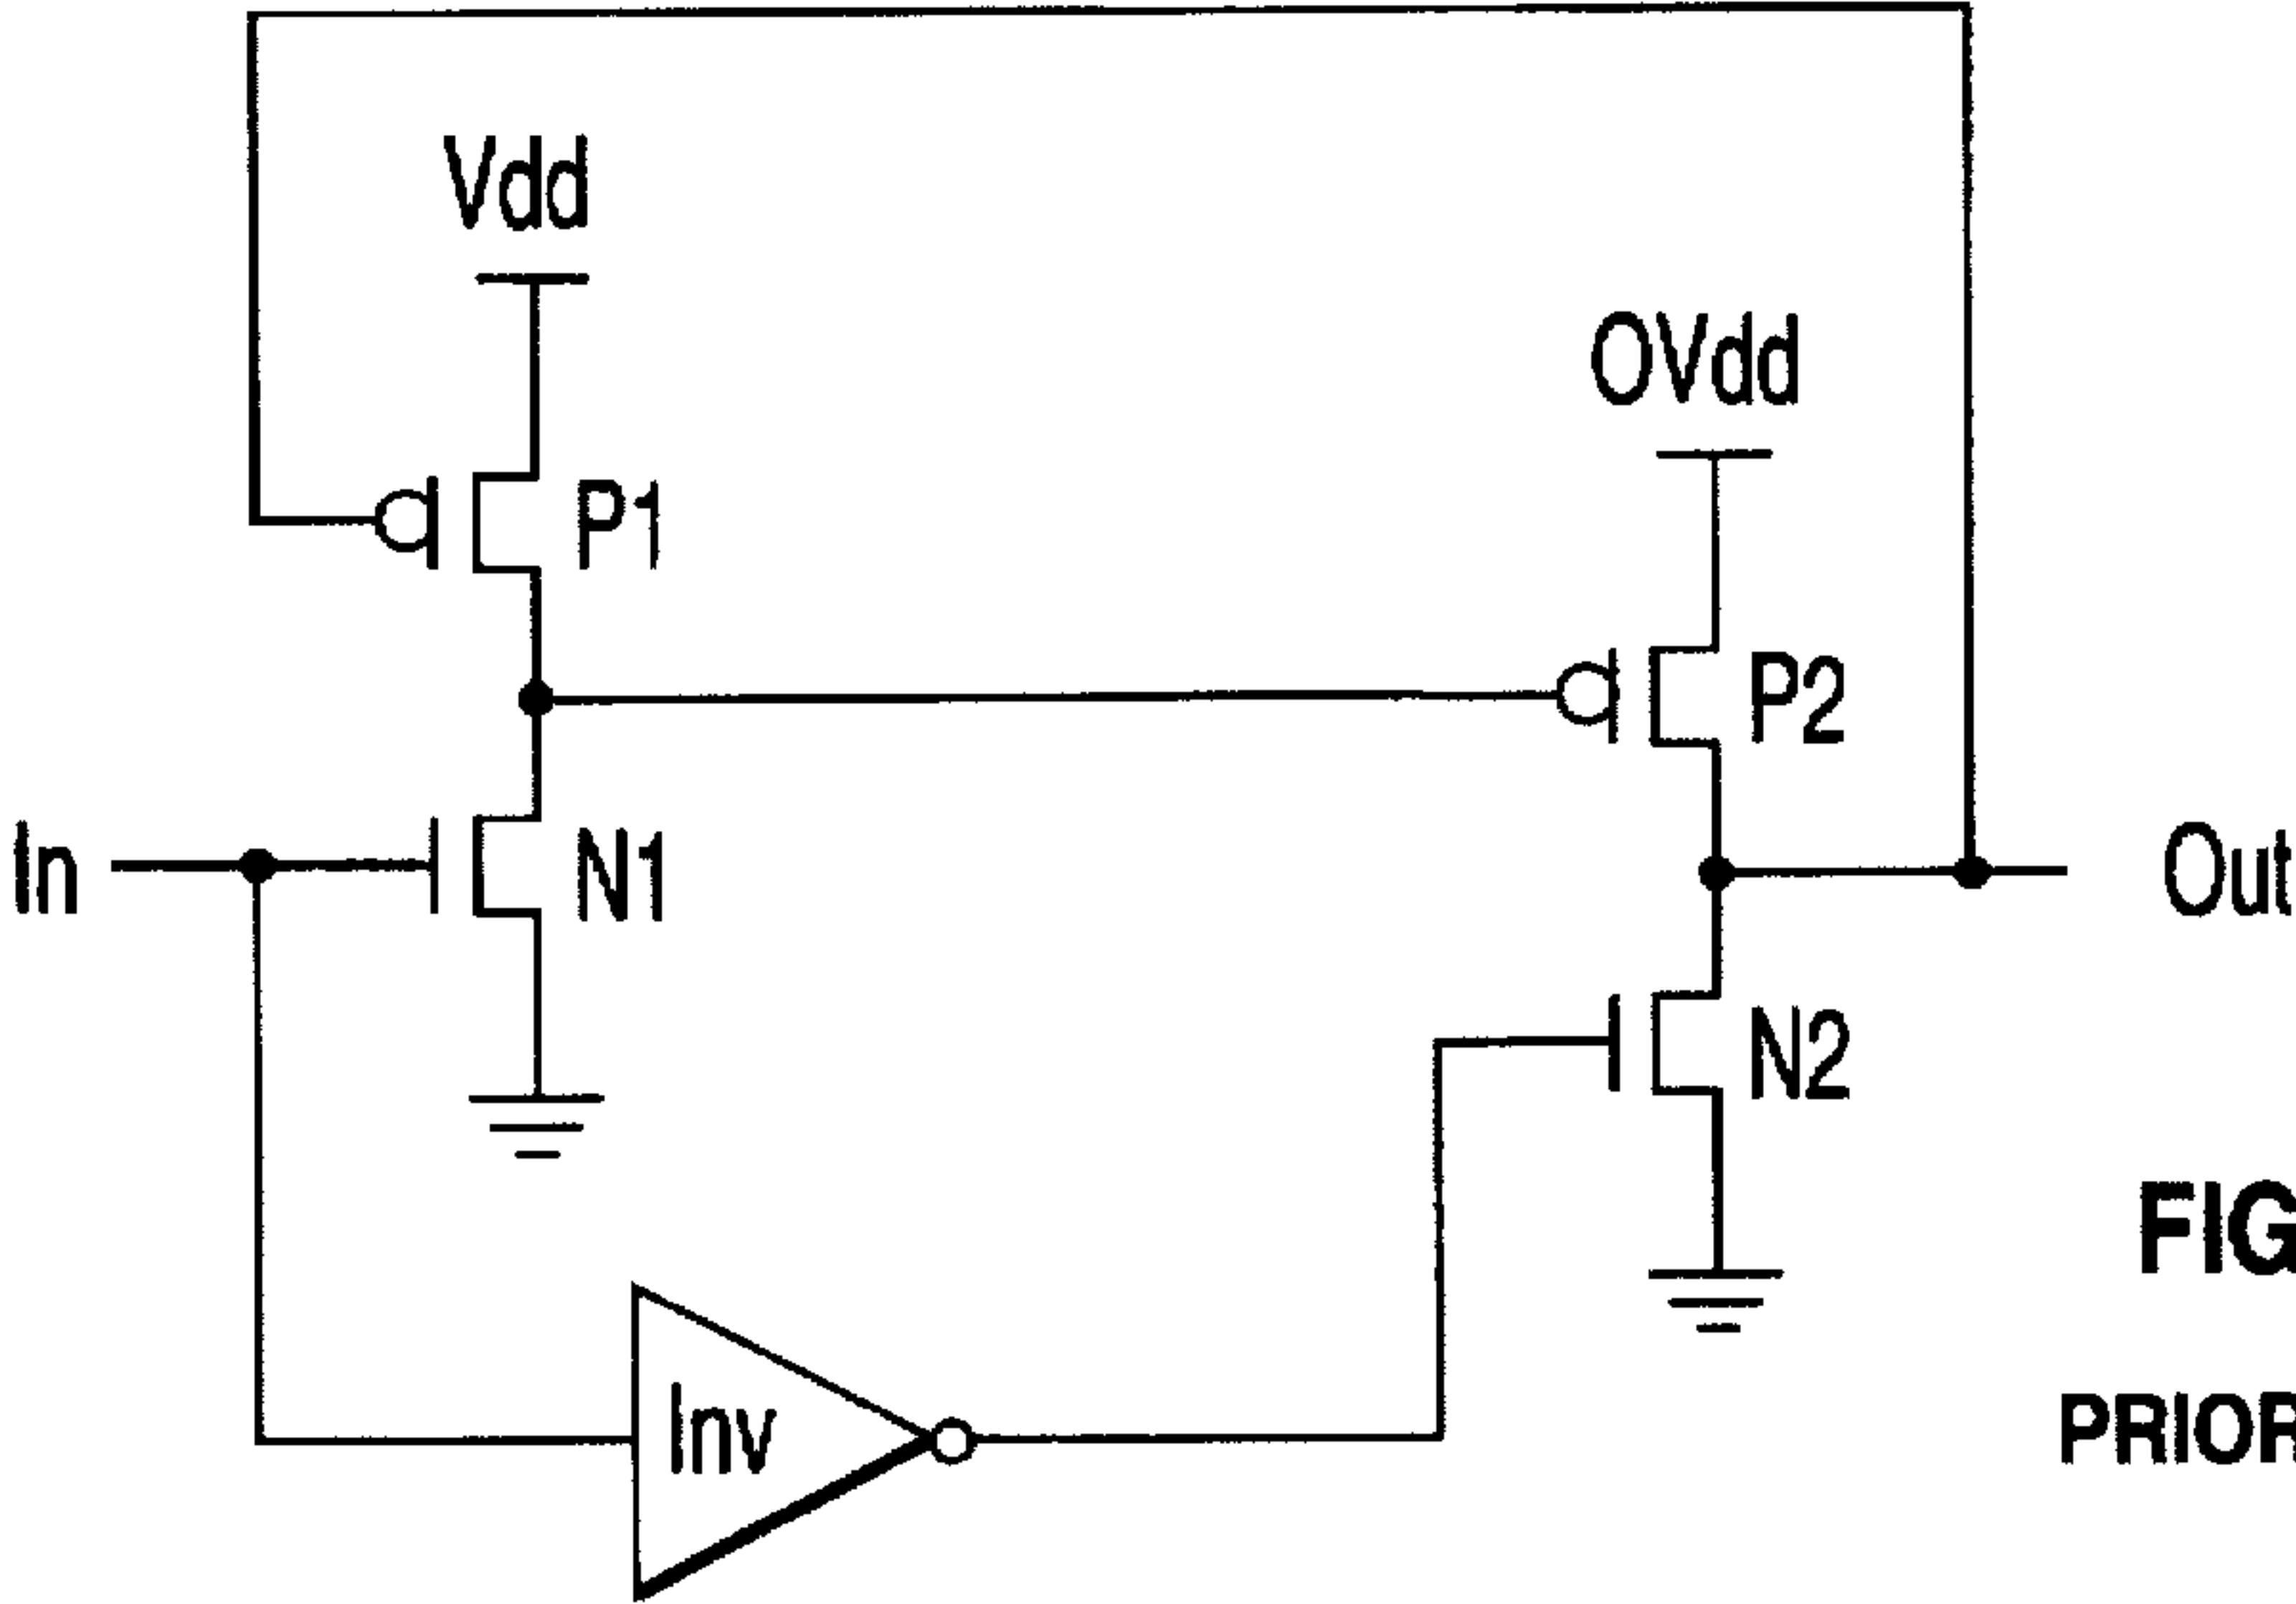 Vdd
OVdd
P1
P2
In
N1
Out
N2
FIG
Inv
PRIOR